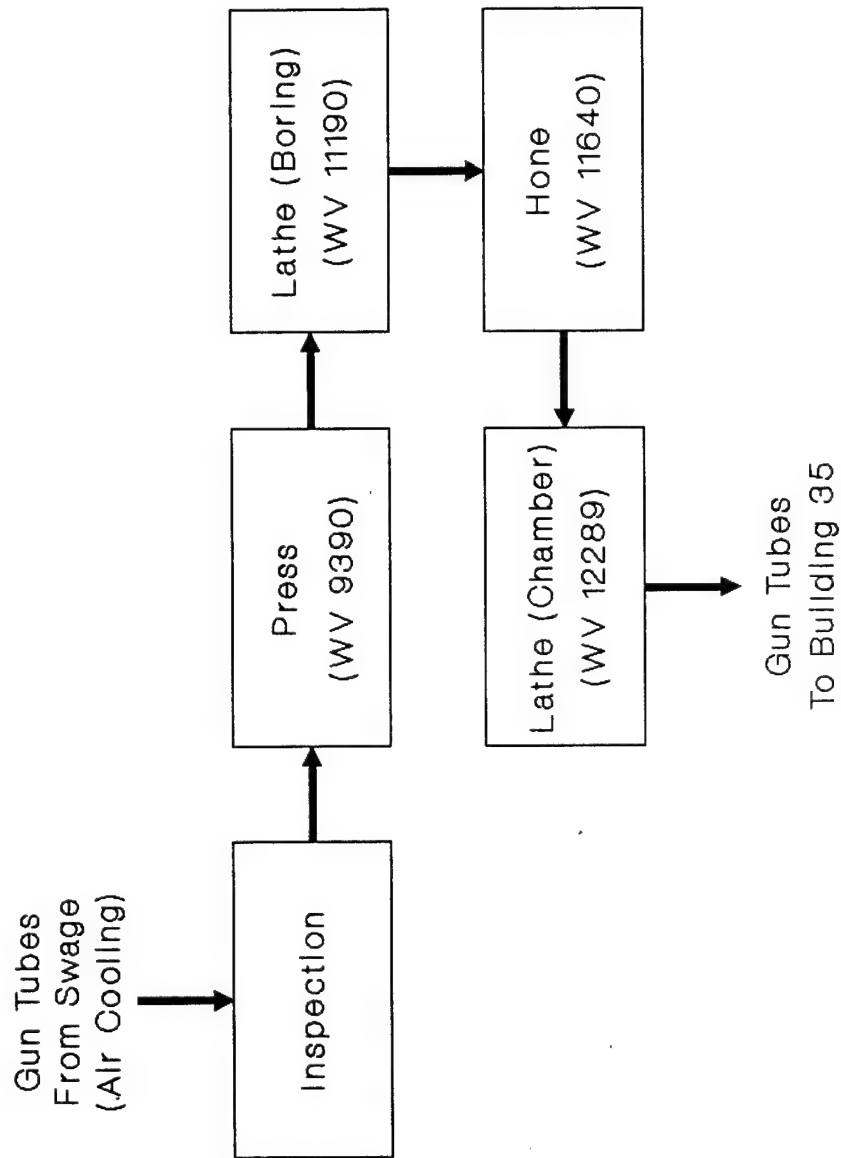 Gun Tubes
From Swage
(Air Cooling)
Inspection
Press
(WV 9390)
Lathe (Boring)
(WV 11190)
Hone
(WV 11640)
Lathe (Chamber)
(WV 12289)
Gun Tubes
To Building 35